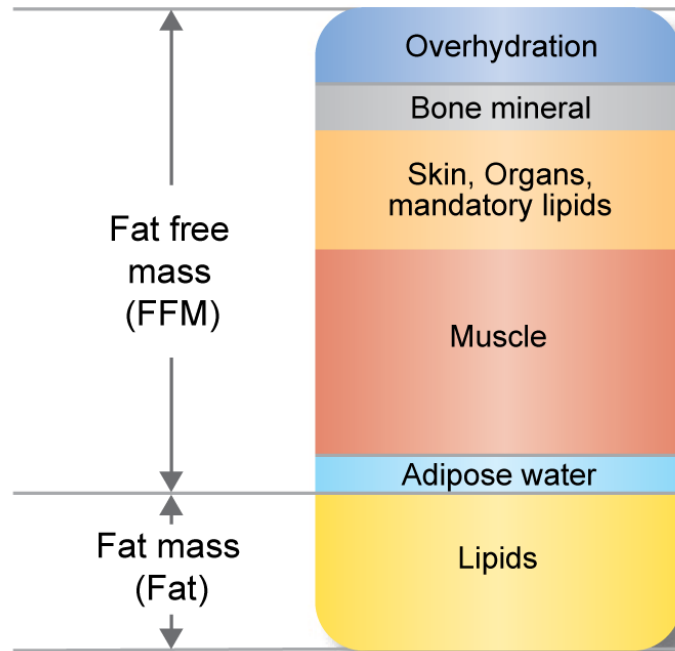 Overhydration
Bone mineral
Skin, Organs,
mandatory lipids
Fat free
mass
(FFM)
Muscle
Adipose water
Fat mass
(Fat)
Lipids